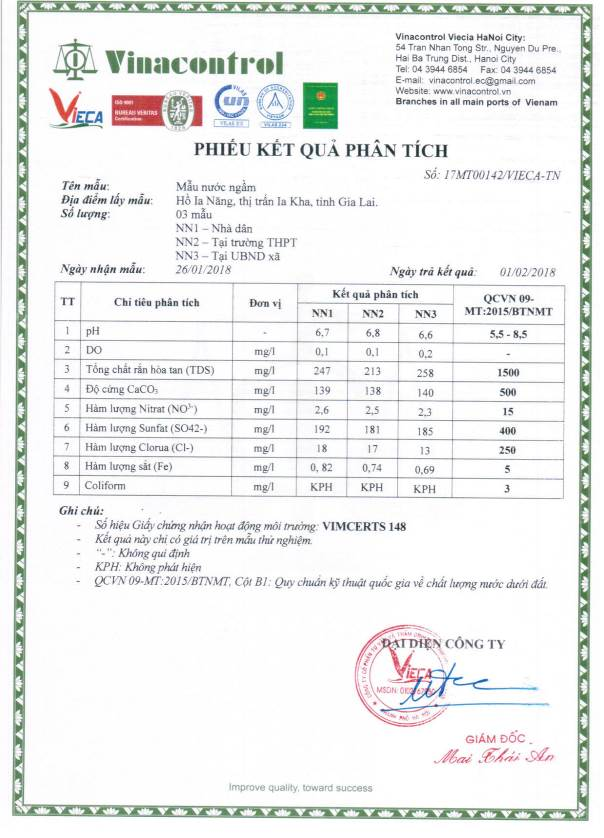 Vinacontrol
Vinacontrol Viecia HaNoi City:
54 Tran Nhan Tong Str., Nguyen Du Pre.,
Hai Ba Trung Dist., Hanoi City
Tel: 04 3944 6854 Fax: 04 3944 6854
E-mail: vinacontrol.ec@gmail.com
Website: www.vinacontrol.vn
Branches in all main ports of Vienam
VIECA
ISO 9001
BUREAU VERITAS
Certification
1828
VILAS
PHIẾU KẾT QUẢ PHÂN TÍCH
Số: 17MT00142/VIECA-TN
Tên mẫu: Mẫu nước ngầm
Địa điểm lấy mẫu: Hồ Ia Năng, thị trấn Ia Kha, tỉnh Gia Lai.
Số lượng: 03 mẫu
NN1 – Nhà dân
NN2 – Tại trường THPT
NN3 – Tại UBND xã
Ngày nhận mẫu: 26/01/2018 Ngày trả kết quả: 01/02/2018
TT Chỉ tiêu phân tích Đơn vị Kết quả phân tích QCVN 09-MT:2015/BTNMT
NN1 NN2 NN3
1 pH - 6,7 6,8 6,6 5,5 - 8,5
2 DO mg/l 0,1 0,1 0,2 -
3 Tổng chất rắn hòa tan (TDS) mg/l 247 213 258 1500
4 Độ cứng CaCO3 mg/l 139 138 140 500
5 Hàm lượng Nitrat (NO3-) mg/l 2,6 2,5 2,3 15
6 Hàm lượng Sunfat (SO42-) mg/l 192 181 185 400
7 Hàm lượng Clorua (Cl-) mg/l 18 17 13 250
8 Hàm lượng sắt (Fe) mg/l 0, 82 0,74 0,69 5
9 Coliform mg/l KPH KPH KPH 3
Ghi chú:
- Số hiệu Giấy chứng nhận hoạt động môi trường: VIMCERTS 148
- Kết quả này chỉ có giá trị trên mẫu thử nghiệm.
- “-”: Không qui định
- KPH: Không phát hiện
- QCVN 09-MT:2015/BTNMT, Cột B1: Quy chuẩn kỹ thuật quốc gia về chất lượng nước dưới đất.
ĐẠI DIỆN CÔNG TY
VIECA
GIÁM ĐỐC
Mai Thái An
Improve quality, toward success